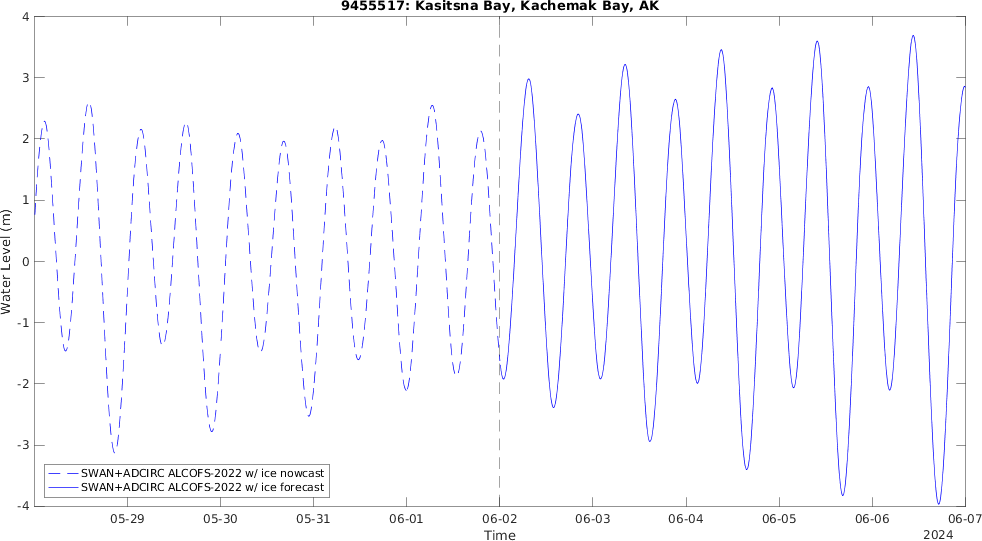 9455517: Kasitsna Bay, Kachemak Bay, AK
Water Level (m)
4
3
2
1
0
-1
-2
-3
-4
SWAN+ADCIRC ALCOFS-2022 w/ ice nowcast
SWAN+ADCIRC ALCOFS-2022 w/ ice forecast
05-29 05-30 05-31 06-01 06-02 06-03 06-04 06-05 06-06 06-07
Time
2024